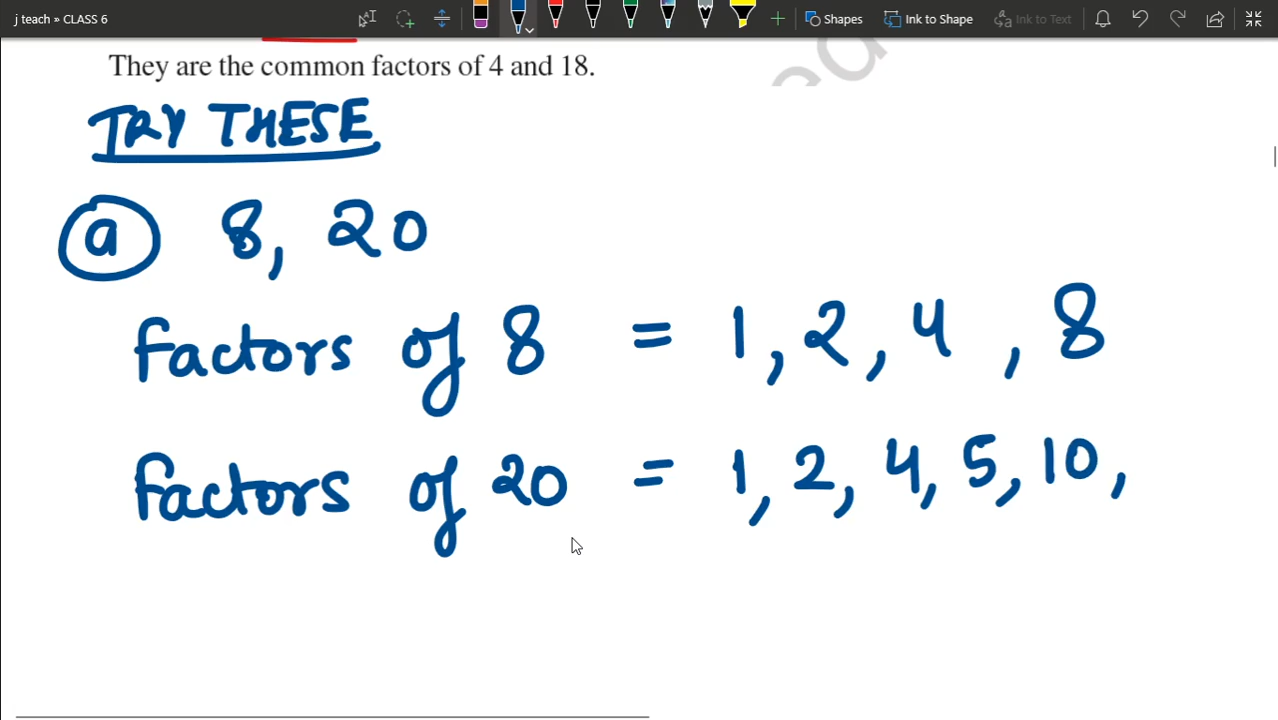 j teach » CLASS 6
Shapes
Ink to Shape
Ink to Text
They are the common factors of 4 and 18.
TRY THESE
a 8, 20
factors of 8 = 1, 2, 4, 8
factors of 20 = 1, 2, 4, 5, 10,